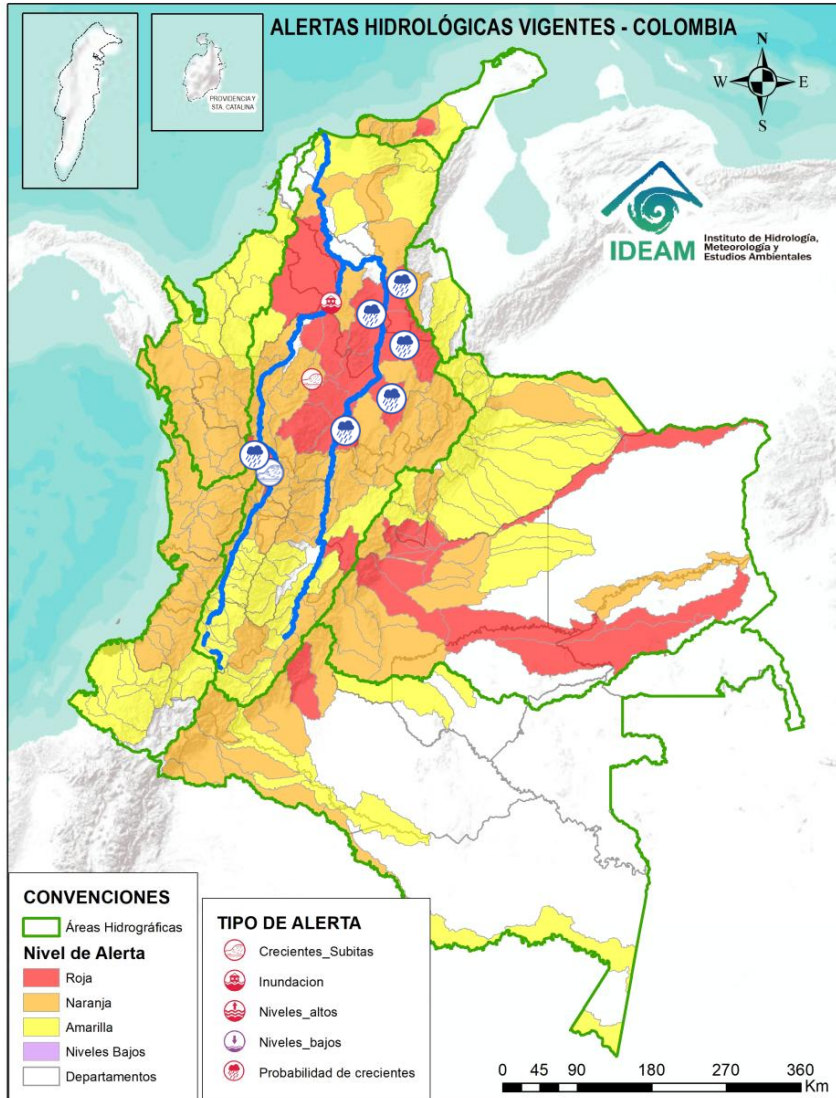 ALERTAS HIDROLÓGICAS VIGENTES - COLOMBIA
PROVIDENCIA Y
STA. CATALINA
N
W
E
S
IDEAM
Instituto de Hidrología,
Meteorología y
Estudios Ambientales
CONVENCIONES
Áreas Hidrográficas
Nivel de Alerta
Roja
Naranja
Amarilla
Niveles Bajos
Departamentos
TIPO DE ALERTA
Crecientes_Subitas
Inundacion
Niveles_altos
Niveles_bajos
Probabilidad de crecientes
0 45 90 180 270 360
Km